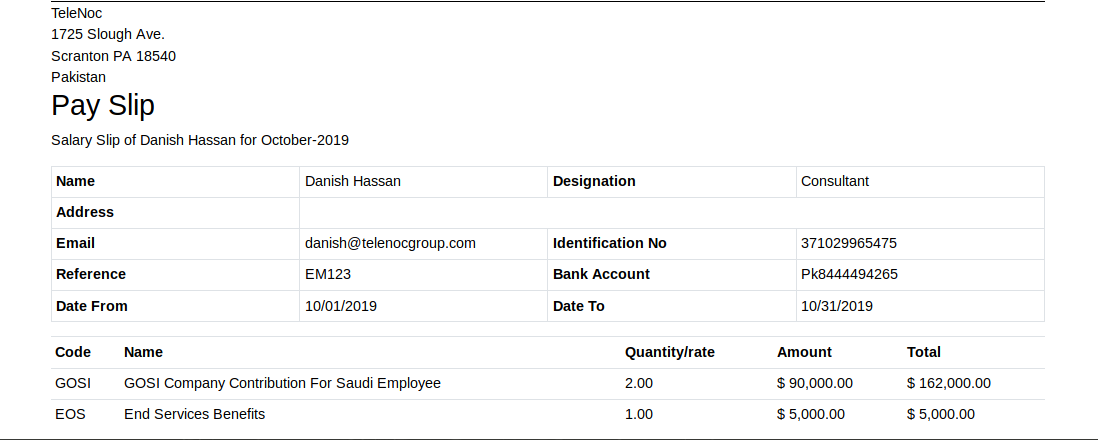 TeleNoc
1725 Slough Ave.
Scranton PA 18540
Pakistan
Pay Slip
Salary Slip of Danish Hassan for October-2019
Name Danish Hassan Designation Consultant
Address
Email danish@telenocgroup.com Identification No 371029965475
Reference EM123 Bank Account Pk8444494265
Date From 10/01/2019 Date To 10/31/2019
Code Name Quantity/rate Amount Total
GOSI GOSI Company Contribution For Saudi Employee 2.00 $ 90,000.00 $ 162,000.00
EOS End Services Benefits 1.00 $ 5,000.00 $ 5,000.00